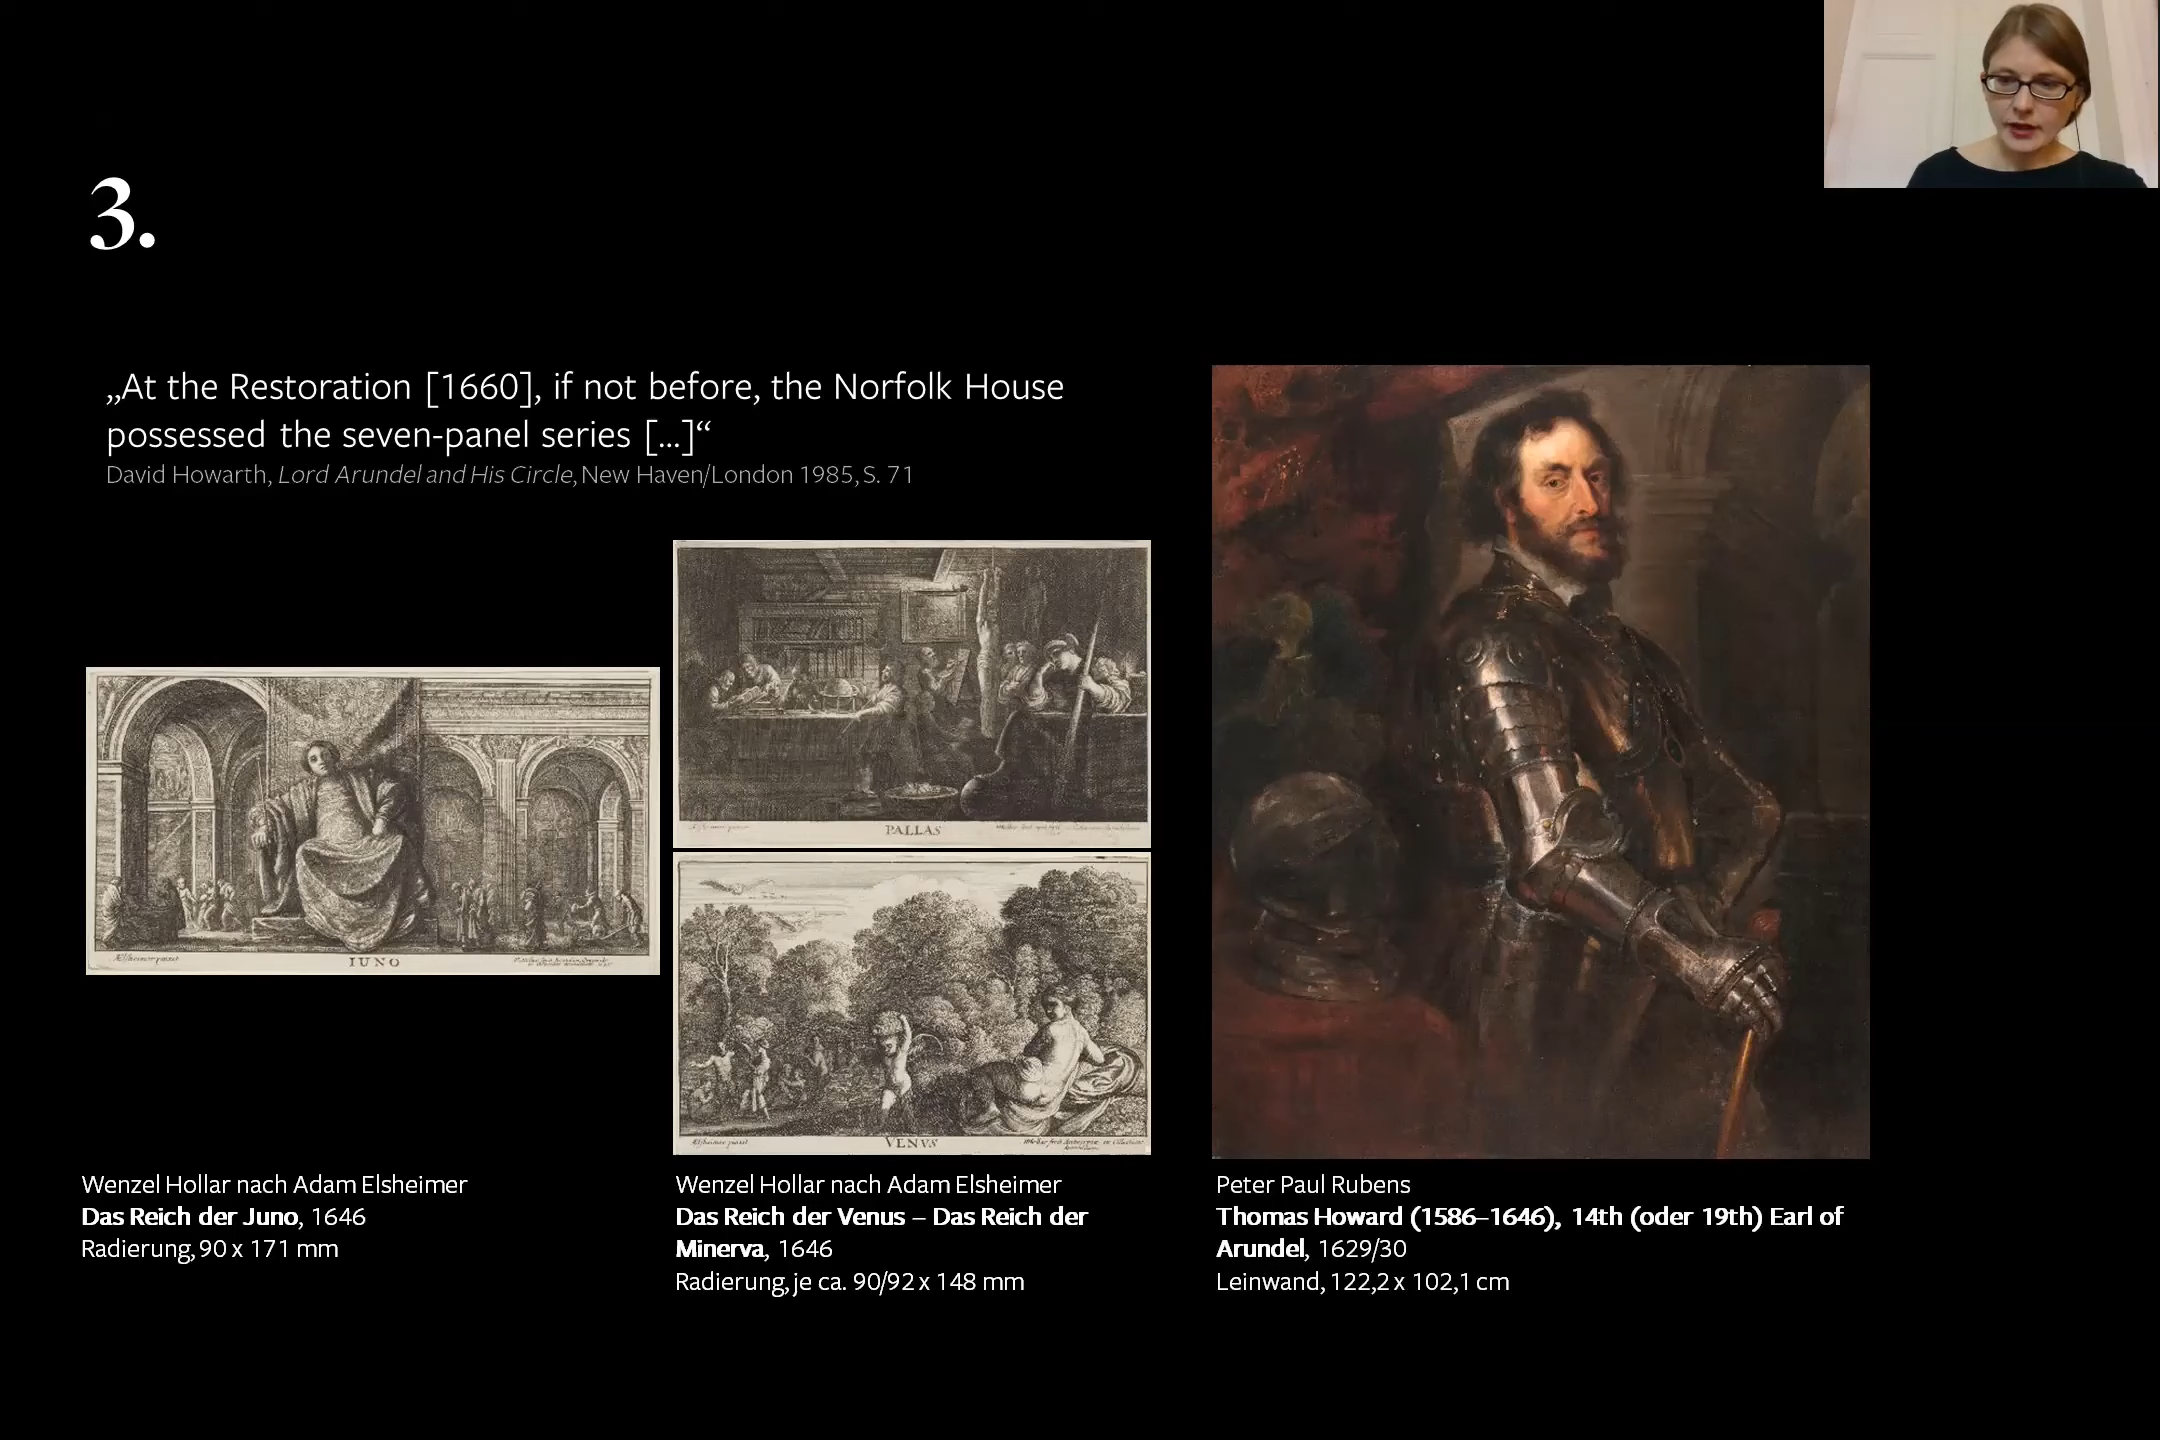 3.
„At the Restoration [1660], if not before, the Norfolk House
possessed the seven-panel series [...]“
David Howarth, Lord Arundel and His Circle, New Haven/London 1985, S. 71
PALLAS
IUNO
VENVS
Wenzel Hollar nach Adam Elsheimer
Das Reich der Juno, 1646
Radierung, 90 x 171 mm
Wenzel Hollar nach Adam Elsheimer
Das Reich der Venus – Das Reich der
Minerva, 1646
Radierung, je ca. 90/92 x 148 mm
Peter Paul Rubens
Thomas Howard (1586–1646), 14th (oder 19th) Earl of
Arundel, 1629/30
Leinwand, 122,2 x 102,1 cm